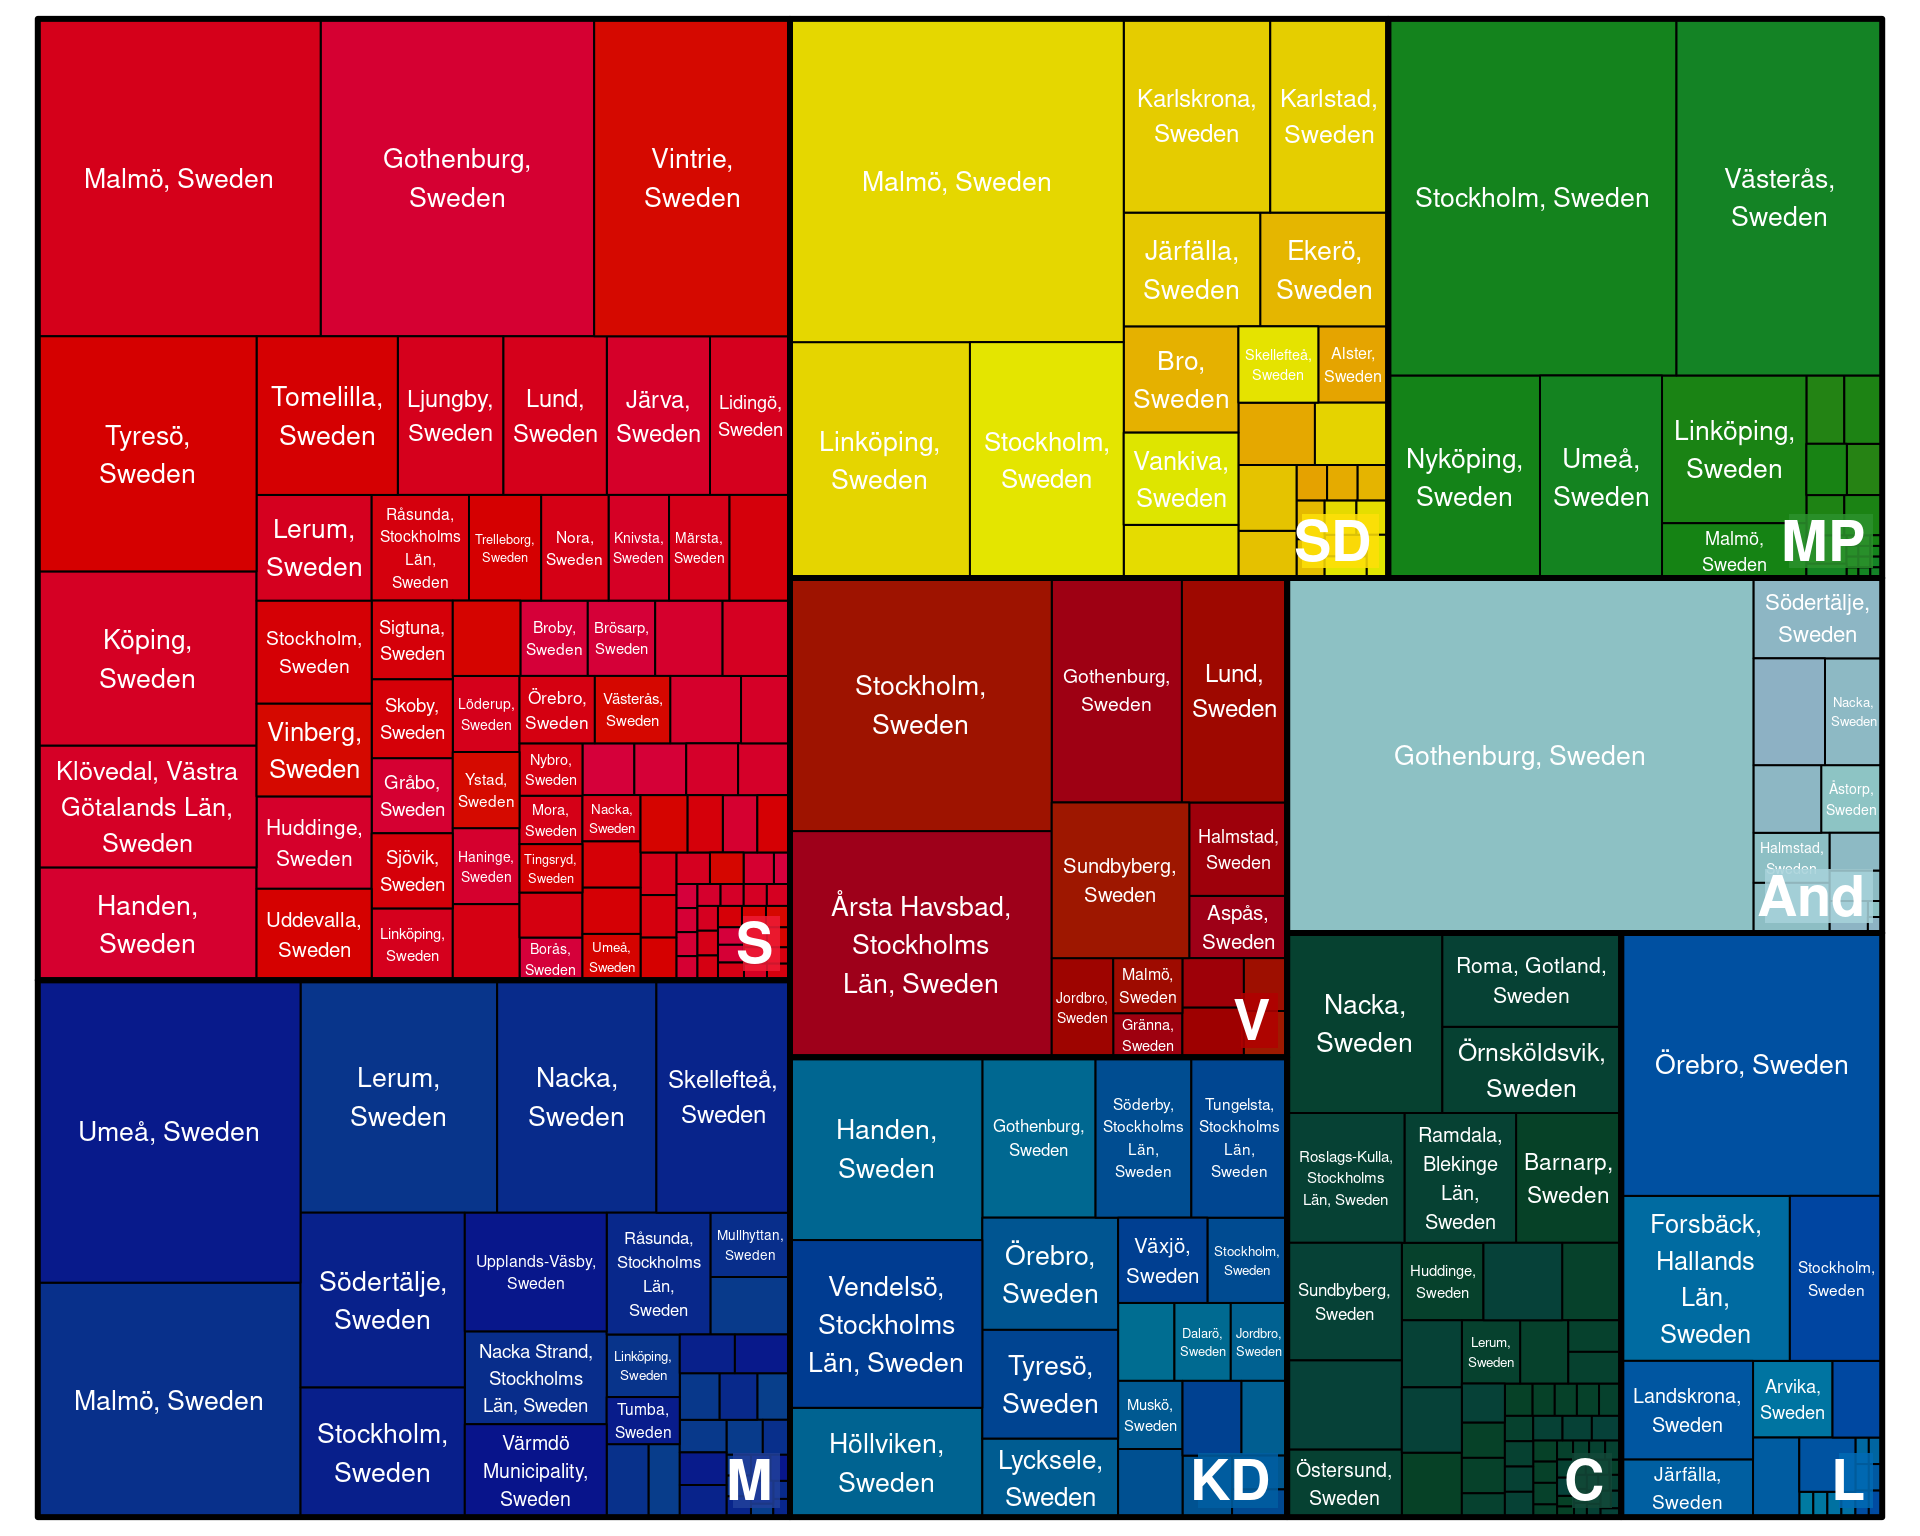 Malmö, Sweden
Gothenburg,
Sweden
Vintrie,
Sweden
Tyresö,
Sweden
Tomelilla,
Sweden
Ljungby,
Sweden
Lund,
Sweden
Järva,
Sweden
Lidingö,
Sweden
Lerum,
Sweden
Råsunda,
Stockholms
Län,
Sweden
Trelleborg,
Sweden
Nora,
Sweden
Knivsta,
Sweden
Märsta,
Sweden
Köping,
Sweden
Stockholm,
Sweden
Sigtuna,
Sweden
Broby,
Sweden
Brösarp,
Sweden
Vinberg,
Sweden
Skoby,
Sweden
Löderup,
Sweden
Örebro,
Sweden
Västerås,
Sweden
Klövedal, Västra
Götalands Län,
Sweden
Gråbo,
Sweden
Ystad,
Sweden
Nybro,
Sweden
Huddinge,
Sweden
Mora,
Sweden
Nacka,
Sweden
Sjövik,
Sweden
Haninge,
Sweden
Tingsryd,
Sweden
Handen,
Sweden
Uddevalla,
Sweden
Linköping,
Sweden
Borås,
Sweden
Umeå,
Sweden
S
Malmö, Sweden
Karlskrona,
Sweden
Karlstad,
Sweden
Järfälla,
Sweden
Ekerö,
Sweden
Linköping,
Sweden
Stockholm,
Sweden
Bro,
Sweden
Skellefteå,
Sweden
Alster,
Sweden
Vankiva,
Sweden
SD
Stockholm, Sweden
Västerås,
Sweden
Nyköping,
Sweden
Umeå,
Sweden
Linköping,
Sweden
Malmö,
Sweden
MP
Stockholm,
Sweden
Gothenburg,
Sweden
Lund,
Sweden
Årsta Havsbad,
Stockholms
Län, Sweden
Sundbyberg,
Sweden
Halmstad,
Sweden
Aspås,
Sweden
Jordbro,
Sweden
Malmö,
Sweden
Gränna,
Sweden
V
Gothenburg, Sweden
Södertälje,
Sweden
Nacka,
Sweden
Åstorp,
Sweden
Halmstad,
Sweden
And
Umeå, Sweden
Lerum,
Sweden
Nacka,
Sweden
Skellefteå,
Sweden
Malmö, Sweden
Södertälje,
Sweden
Upplands-Väsby,
Sweden
Råsunda,
Stockholms
Län,
Sweden
Mullhyttan,
Sweden
Nacka Strand,
Stockholms
Län, Sweden
Linköping,
Sweden
Stockholm,
Sweden
Värmdö
Municipality,
Sweden
Tumba,
Sweden
M
Handen,
Sweden
Gothenburg,
Sweden
Söderby,
Stockholms
Län,
Sweden
Tungelsta,
Stockholms
Län,
Sweden
Vendelsö,
Stockholms
Län, Sweden
Örebro,
Sweden
Växjö,
Sweden
Stockholm,
Sweden
Tyresö,
Sweden
Dalarö,
Sweden
Jordbro,
Sweden
Höllviken,
Sweden
Lycksele,
Sweden
Muskö,
Sweden
KD
Nacka,
Sweden
Roma, Gotland,
Sweden
Örnsköldsvik,
Sweden
Roslags-Kulla,
Stockholms
Län, Sweden
Ramdala,
Blekinge
Län,
Sweden
Barnarp,
Sweden
Sundbyberg,
Sweden
Huddinge,
Sweden
Lerum,
Sweden
Östersund,
Sweden
C
Örebro, Sweden
Forsbäck,
Hallands
Län,
Sweden
Stockholm,
Sweden
Landskrona,
Sweden
Arvika,
Sweden
Järfälla,
Sweden
L